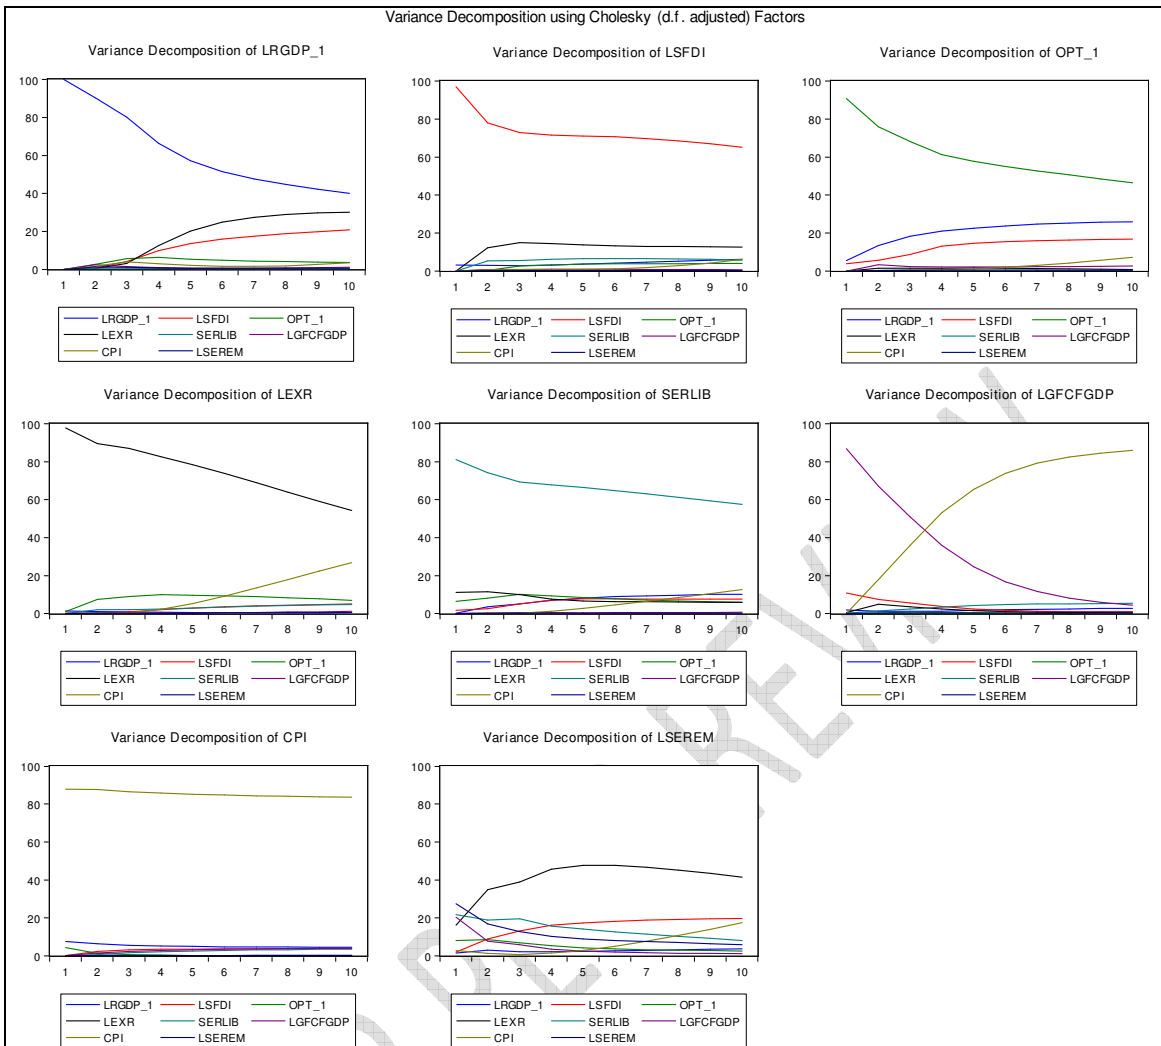 Variance Decomposition using Cholesky (d.f. adjusted) Factors
Variance Decomposition of LRGDP_1
100
80
60
40
20
0
1 2 3 4 5 6 7 8 9 10
LRGDP_1 LSFDI OPT_1
LEXR SERLIB LGFCFGDP
CPI LSEREM
Variance Decomposition of LSFDI
100
80
60
40
20
0
1 2 3 4 5 6 7 8 9 10
LRGDP_1 LSFDI OPT_1
LEXR SERLIB LGFCFGDP
CPI LSEREM
Variance Decomposition of OPT_1
100
80
60
40
20
0
1 2 3 4 5 6 7 8 9 10
LRGDP_1 LSFDI OPT_1
LEXR SERLIB LGFCFGDP
CPI LSEREM
Variance Decomposition of LEXR
100
80
60
40
20
0
1 2 3 4 5 6 7 8 9 10
LRGDP_1 LSFDI OPT_1
LEXR SERLIB LGFCFGDP
CPI LSEREM
Variance Decomposition of SERLIB
100
80
60
40
20
0
1 2 3 4 5 6 7 8 9 10
LRGDP_1 LSFDI OPT_1
LEXR SERLIB LGFCFGDP
CPI LSEREM
Variance Decomposition of LGFCFGDP
100
80
60
40
20
0
1 2 3 4 5 6 7 8 9 10
LRGDP_1 LSFDI OPT_1
LEXR SERLIB LGFCFGDP
CPI LSEREM
Variance Decomposition of CPI
100
80
60
40
20
0
1 2 3 4 5 6 7 8 9 10
LRGDP_1 LSFDI OPT_1
LEXR SERLIB LGFCFGDP
CPI LSEREM
Variance Decomposition of LSEREM
100
80
60
40
20
0
1 2 3 4 5 6 7 8 9 10
LRGDP_1 LSFDI OPT_1
LEXR SERLIB LGFCFGDP
CPI LSEREM